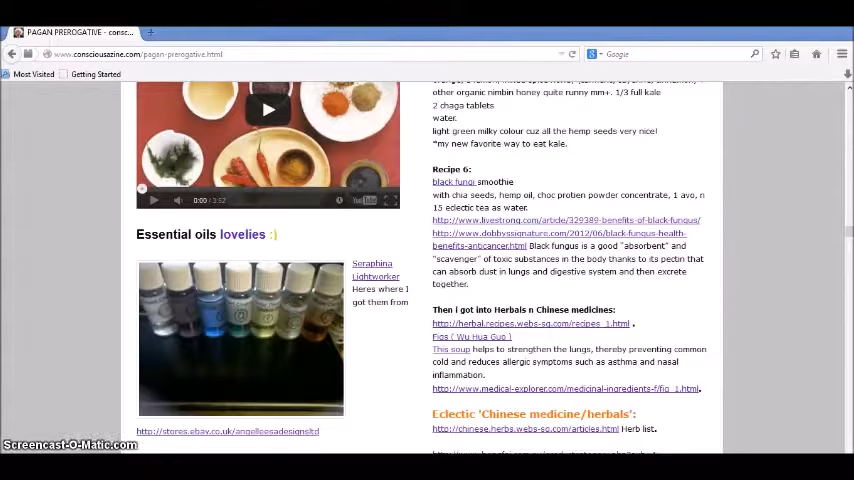 PAGAN PREROGATIVE - consc...
www.consciousazine.com/pagan-prerogative.html
Google
Most Visited
Getting Started
0:00 / 3:52
YouTube
Essential oils lovelies :)
Seraphina
Lightworker
Heres where I
got them from
http://stores.ebay.co.uk/angelleesadesignsltd
other organic nimbin honey quite runny mm+. 1/3 full kale
2 chaga tablets
water.
light green milky colour cuz all the hemp seeds very nice!
*my new favorite way to eat kale.
Recipe 6:
black fungi smoothie
with chia seeds, hemp oil, choc protien powder concentrate, 1 avo, n
15 eclectic tea as water.
http://www.livestrong.com/article/329389-benefits-of-black-fungus/
http://www.dobbyssignature.com/2012/06/black-fungus-health-
benefits-anticancer.html Black fungus is a good "absorbent" and
"scavenger" of toxic substances in the body thanks to its pectin that
can absorb dust in lungs and digestive system and then excrete
together.
Then i got into Herbals n Chinese medicines:
http://herbal.recipes.webs-sg.com/recipes_1.html .
Figs ( Wu Hua Guo )
This soup helps to strengthen the lungs, thereby preventing common
cold and reduces allergic symptoms such as asthma and nasal
inflammation.
http://www.medical-explorer.com/medicinal-ingredients-f/fig_1.html.
Eclectic 'Chinese medicine/herbals':
http://chinese.herbs.webs-sg.com/articles.html Herb list.
Screencast-O-Matic.com